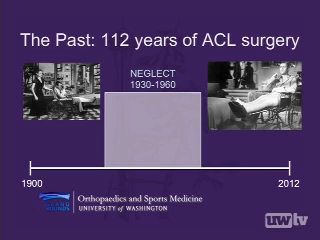 The Past: 112 years of ACL surgery
NEGLECT
1930-1960
1900
2012
Orthopaedics and Sports Medicine
UNIVERSITY of WASHINGTON
uwtv